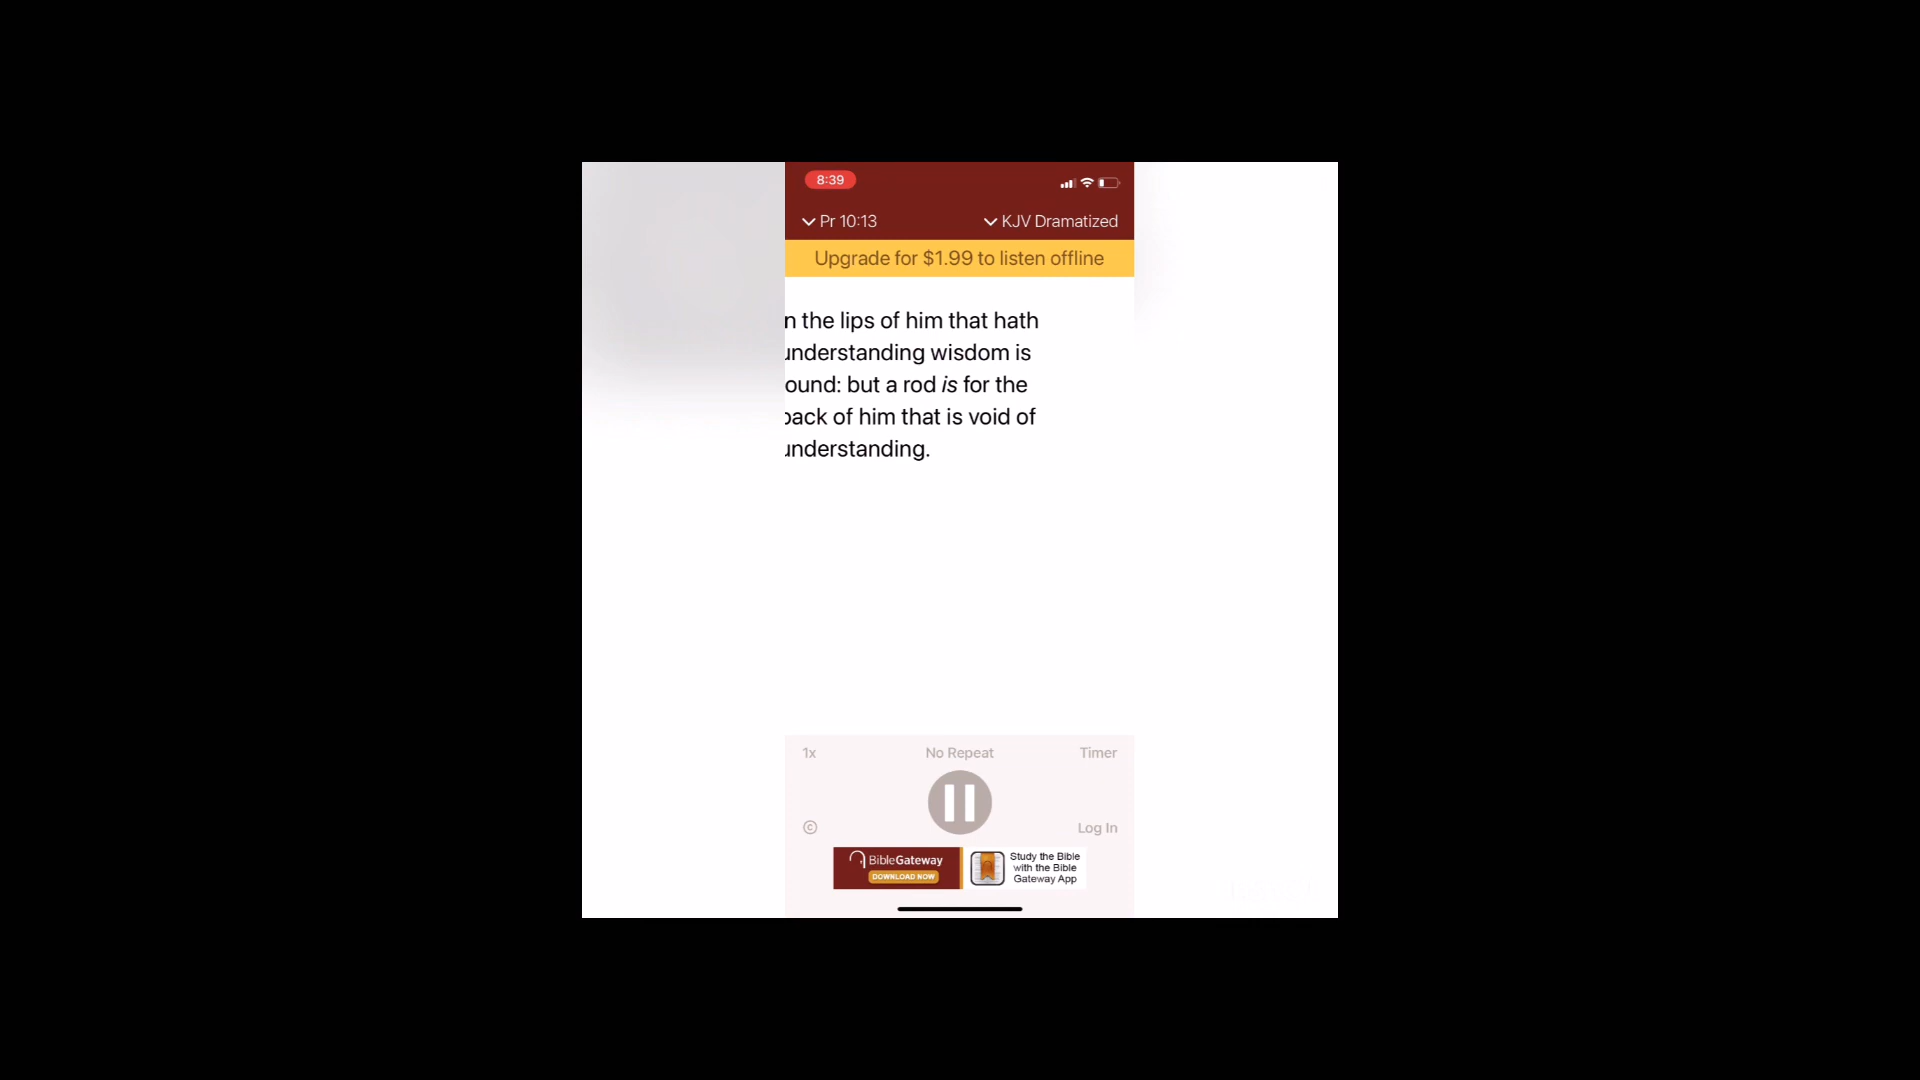 8:39
Pr 10:13
KJV Dramatized
Upgrade for $1.99 to listen offline
n the lips of him that hath
understanding wisdom is
ound: but a rod is for the
back of him that is void of
understanding.
1x
No Repeat
Timer
©
Log In
BibleGateway
DOWNLOAD NOW
Study the Bible
with the Bible
Gateway App